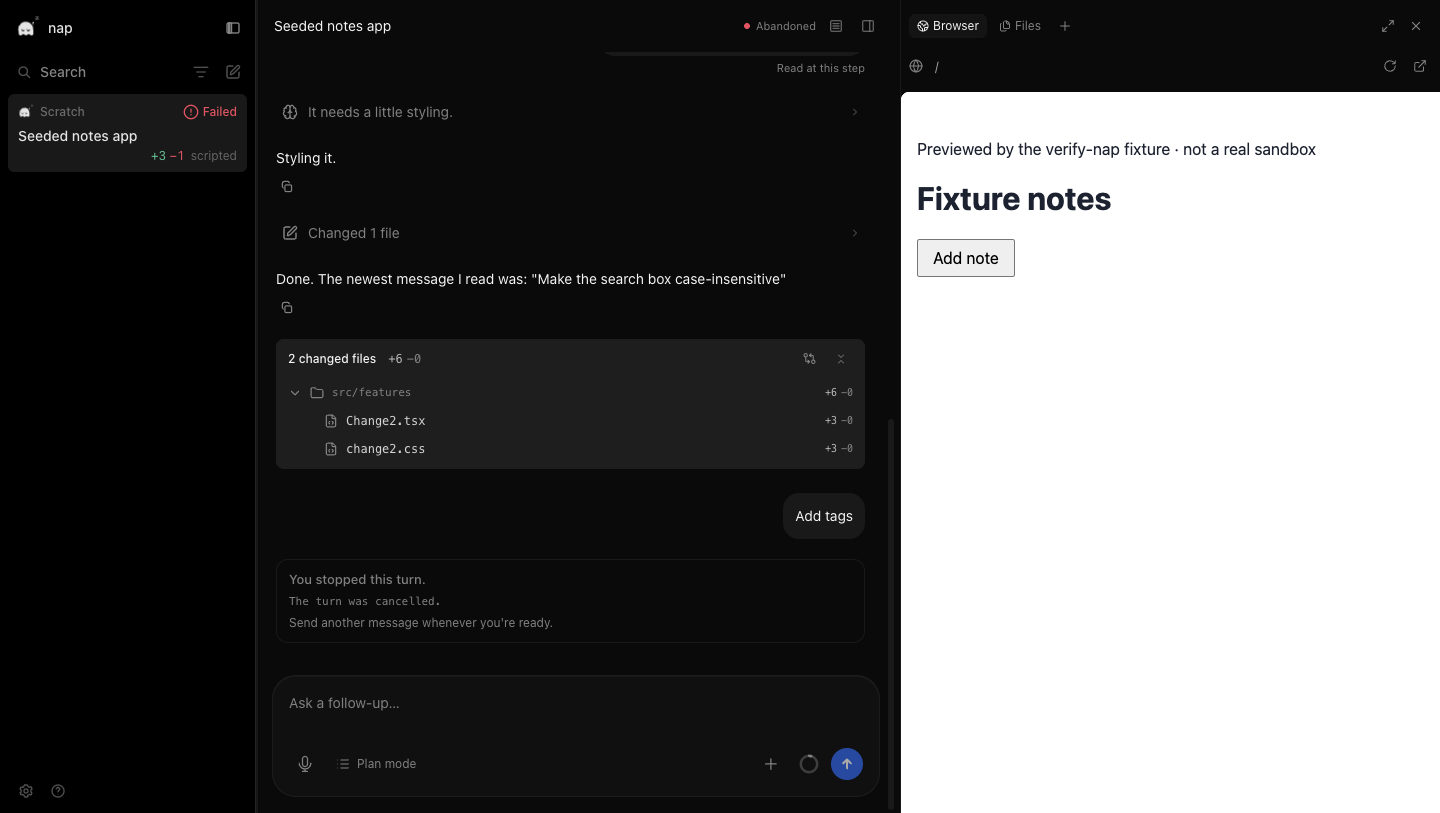 nap
Search
Scratch
Failed
Seeded notes app
+3 −1 scripted
Seeded notes app
Abandoned
Read at this step
It needs a little styling.
Styling it.
Changed 1 file
Done. The newest message I read was: "Make the search box case-insensitive"
2 changed files +6 −0
src/features +6 −0
Change2.tsx +3 −0
change2.css +3 −0
Add tags
You stopped this turn.
The turn was cancelled.
Send another message whenever you're ready.
Ask a follow-up...
Plan mode
Browser
Files
/
Previewed by the verify-nap fixture · not a real sandbox
Fixture notes
Add note